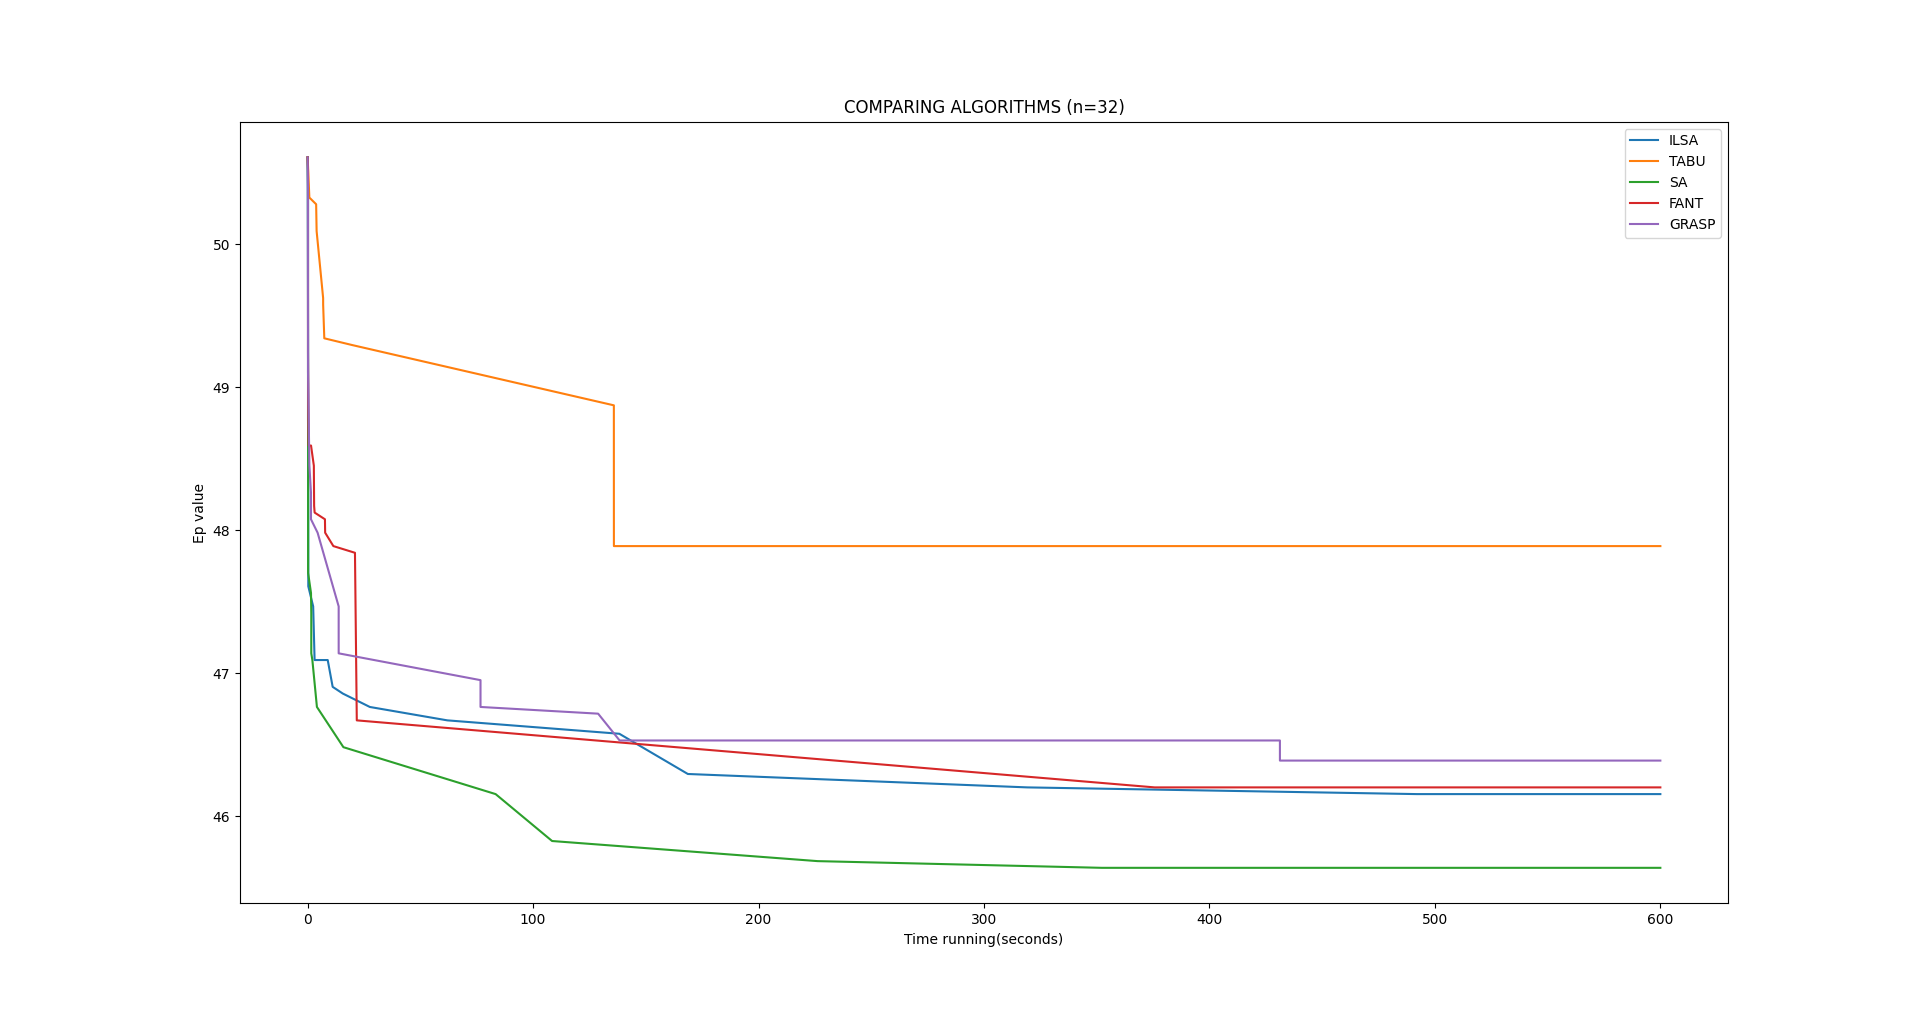 COMPARING ALGORITHMS (n=32)
ILSA
TABU
SA
FANT
GRASP
50
49
48
47
46
Ep value
0 100 200 300 400 500 600
Time running(seconds)